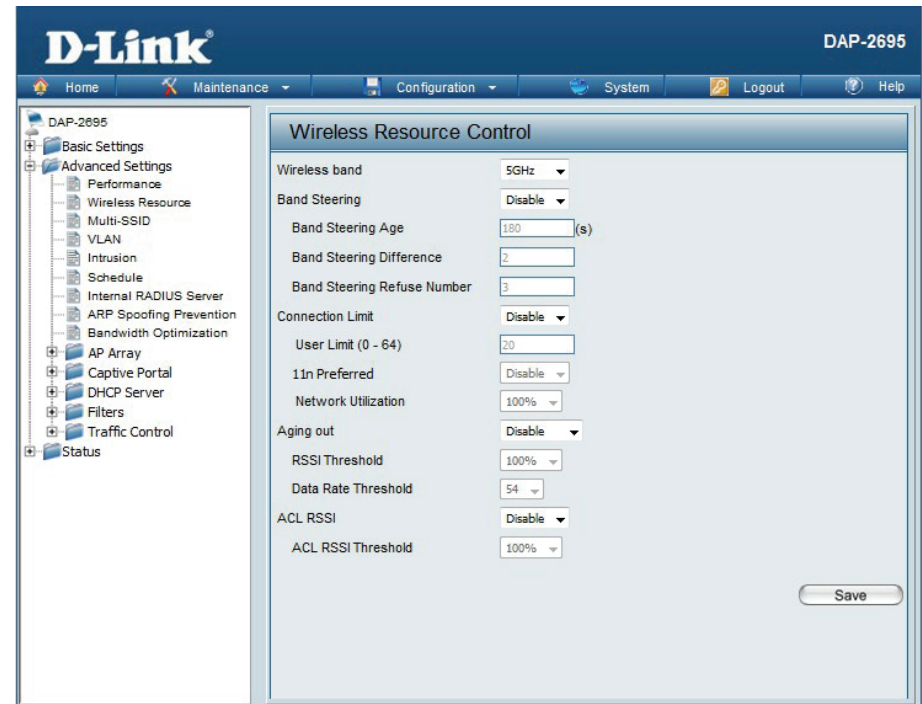 D-Link®
DAP-2695
Home Maintenance Configuration System Logout Help
DAP-2695
Basic Settings
Advanced Settings
Performance
Wireless Resource
Multi-SSID
VLAN
Intrusion
Schedule
Internal RADIUS Server
ARP Spoofing Prevention
Bandwidth Optimization
AP Array
Captive Portal
DHCP Server
Filters
Traffic Control
Status
Wireless Resource Control
Wireless band 5GHz
Band Steering Disable
Band Steering Age 180 (s)
Band Steering Difference 2
Band Steering Refuse Number 3
Connection Limit Disable
User Limit (0 - 64) 20
11n Preferred Disable
Network Utilization 100%
Aging out Disable
RSSI Threshold 100%
Data Rate Threshold 54
ACL RSSI Disable
ACL RSSI Threshold 100%
Save